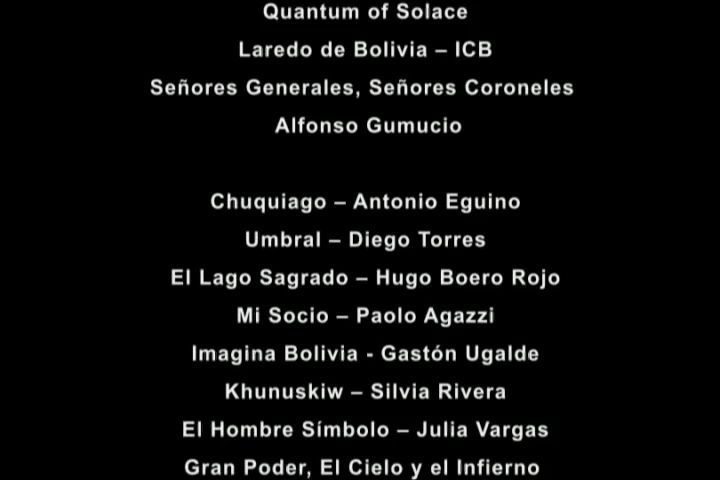 Quantum of Solace
Laredo de Bolivia – ICB
Señores Generales, Señores Coroneles
Alfonso Gumucio
Chuquiago – Antonio Eguino
Umbral – Diego Torres
El Lago Sagrado – Hugo Boero Rojo
Mi Socio – Paolo Agazzi
Imagina Bolivia - Gastón Ugalde
Khunuskiw – Silvia Rivera
El Hombre Símbolo – Julia Vargas
Gran Poder, El Cielo y el Infierno